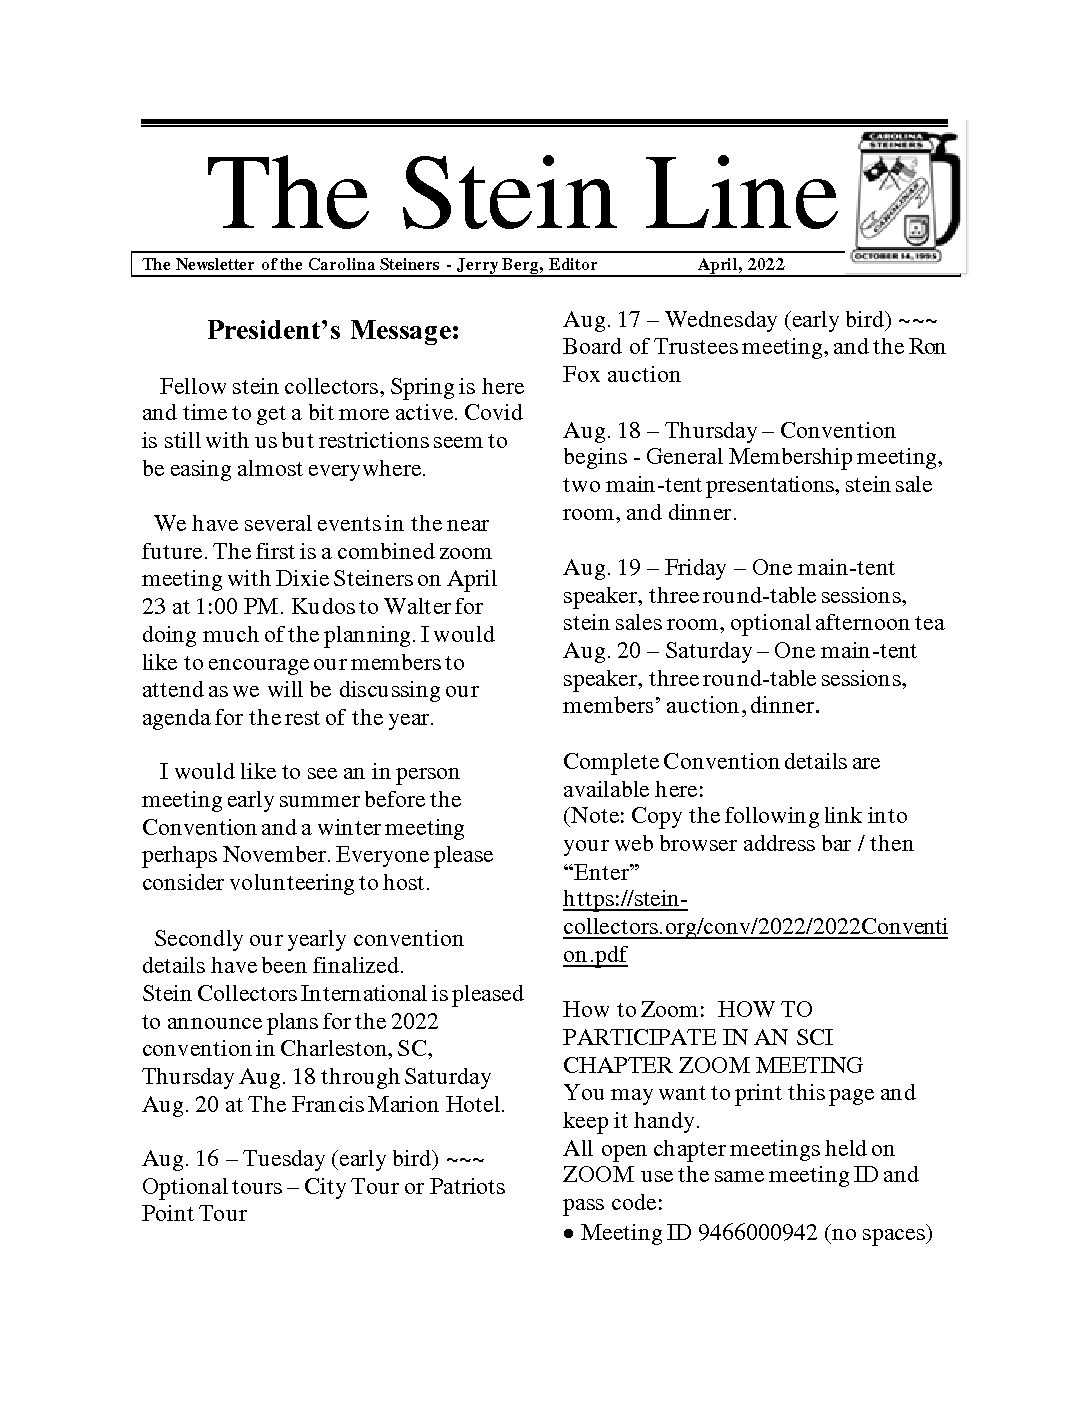 The Stein Line
CAROLINA
STEINERS
CAROLINAS
OCTOBER 14, 1995
The Newsletter of the Carolina Steiners - Jerry Berg, Editor April, 2022
President’s Message:
Fellow stein collectors, Spring is here
and time to get a bit more active. Covid
is still with us but restrictions seem to
be easing almost everywhere.
We have several events in the near
future. The first is a combined zoom
meeting with Dixie Steiners on April
23 at 1:00 PM. Kudos to Walter for
doing much of the planning. I would
like to encourage our members to
attend as we will be discussing our
agenda for the rest of the year.
I would like to see an in person
meeting early summer before the
Convention and a winter meeting
perhaps November. Everyone please
consider volunteering to host.
Secondly our yearly convention
details have been finalized.
Stein Collectors International is pleased
to announce plans for the 2022
convention in Charleston, SC,
Thursday Aug. 18 through Saturday
Aug. 20 at The Francis Marion Hotel.
Aug. 16 – Tuesday (early bird) ~~~
Optional tours – City Tour or Patriots
Point Tour
Aug. 17 – Wednesday (early bird) ~~~
Board of Trustees meeting, and the Ron
Fox auction
Aug. 18 – Thursday – Convention
begins - General Membership meeting,
two main-tent presentations, stein sale
room, and dinner.
Aug. 19 – Friday – One main-tent
speaker, three round-table sessions,
stein sales room, optional afternoon tea
Aug. 20 – Saturday – One main-tent
speaker, three round-table sessions,
members’ auction, dinner.
Complete Convention details are
available here:
(Note: Copy the following link into
your web browser address bar / then
“Enter”
https://stein-
collectors.org/conv/2022/2022Conventi
on.pdf
How to Zoom: HOW TO
PARTICIPATE IN AN SCI
CHAPTER ZOOM MEETING
You may want to print this page and
keep it handy.
All open chapter meetings held on
ZOOM use the same meeting ID and
pass code:
• Meeting ID 9466000942 (no spaces)